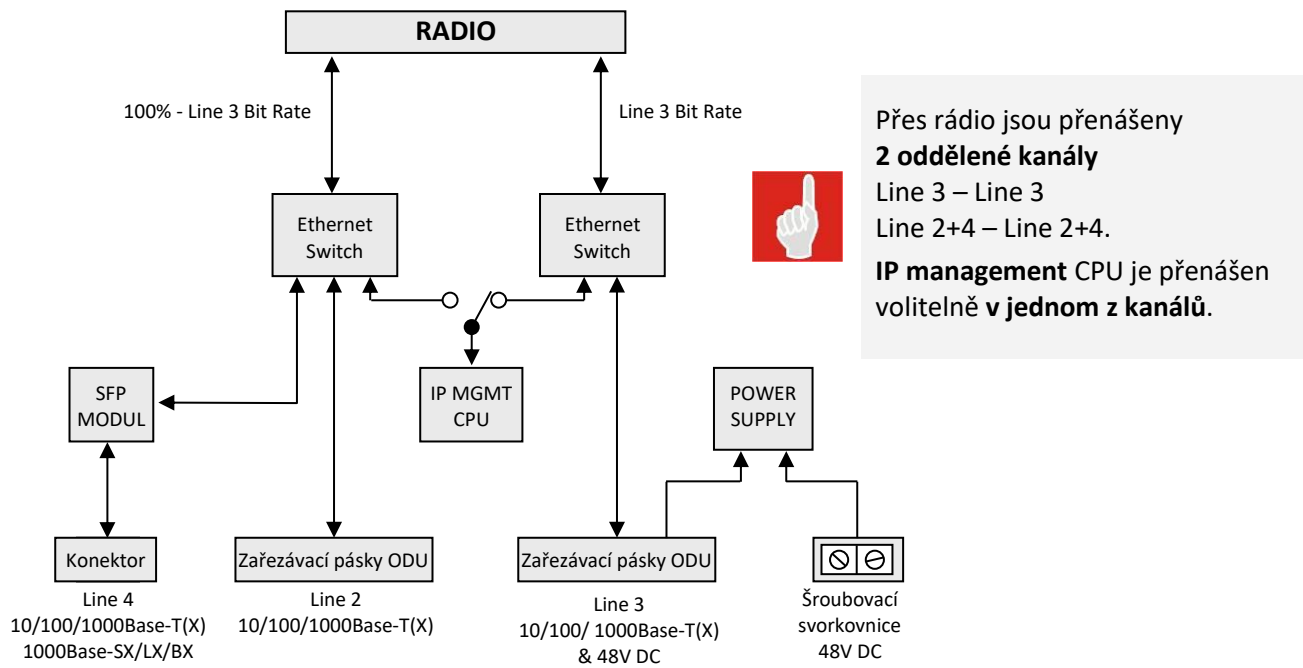 RADIO
100% - Line 3 Bit Rate
Line 3 Bit Rate
Ethernet
Switch
Ethernet
Switch
SFP
MODUL
IP MGMT
CPU
POWER
SUPPLY
Konektor
Zařezávací pásky ODU
Zařezávací pásky ODU
Line 4
10/100/1000Base-T(X)
1000Base-SX/LX/BX
Line 2
10/100/1000Base-T(X)
Line 3
10/100/ 1000Base-T(X)
& 48V DC
Šroubovací
svorkovnice
48V DC
Přes rádio jsou přenášeny
2 oddělené kanály
Line 3 – Line 3
Line 2+4 – Line 2+4.
IP management CPU je přenášen
volitelně v jednom z kanálů.